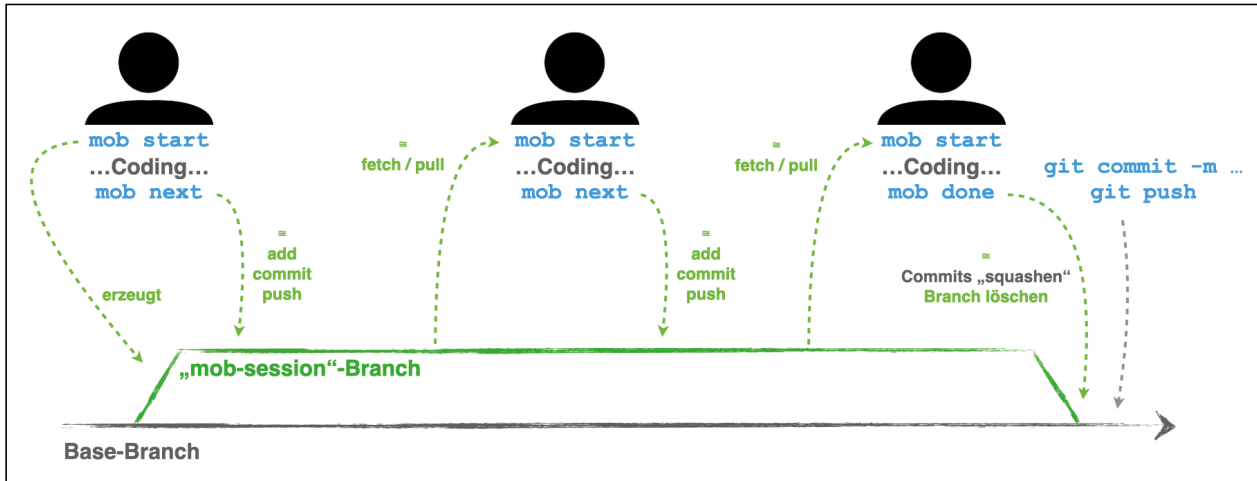 mob start
...Coding...
mob next
erzeugt
≅
add
commit
push
≅
fetch / pull
mob start
...Coding...
mob next
≅
add
commit
push
≅
fetch / pull
mob start
...Coding...
mob done
≅
Commits „squashen“
Branch löschen
git commit -m …
git push
„mob-session“-Branch
Base-Branch